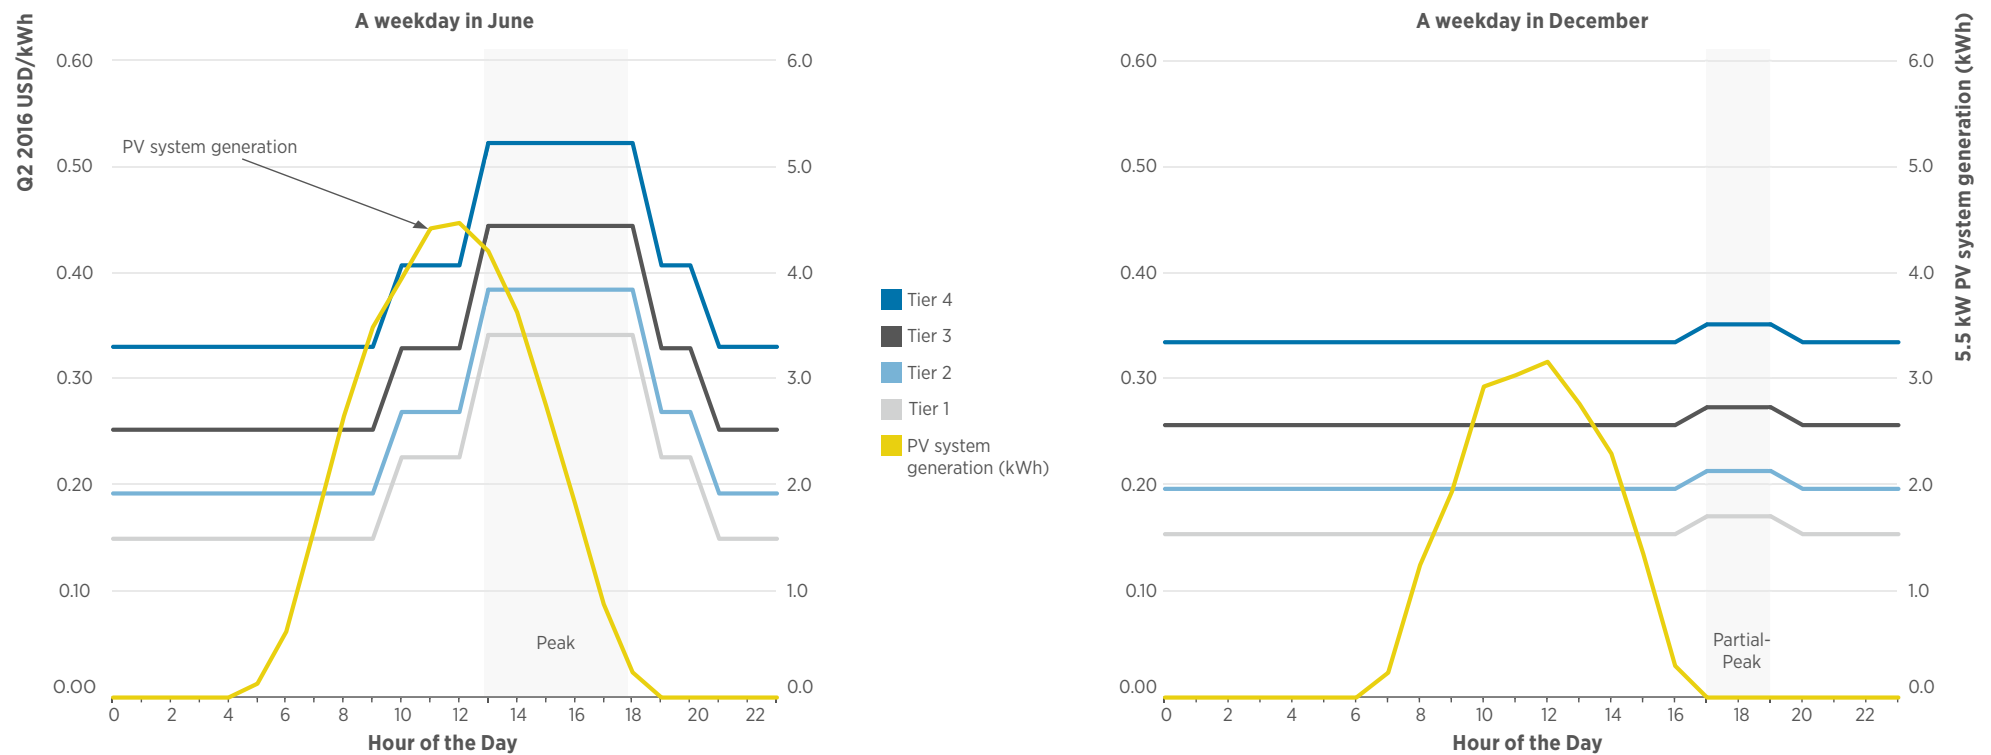 A weekday in June
Q2 2016 USD/kWh
0.60
0.50
0.40
0.30
0.20
0.10
0.00
6.0
5.0
4.0
3.0
2.0
1.0
0.0
PV system generation
Peak
0 2 4 6 8 10 12 14 16 18 20 22
Hour of the Day
Tier 4
Tier 3
Tier 2
Tier 1
PV system
generation (kWh)
A weekday in December
0.60
0.50
0.40
0.30
0.20
0.10
0.00
6.0
5.0
4.0
3.0
2.0
1.0
0.0
5.5 kW PV system generation (kWh)
Partial-
Peak
0 2 4 6 8 10 12 14 16 18 20 22
Hour of the Day